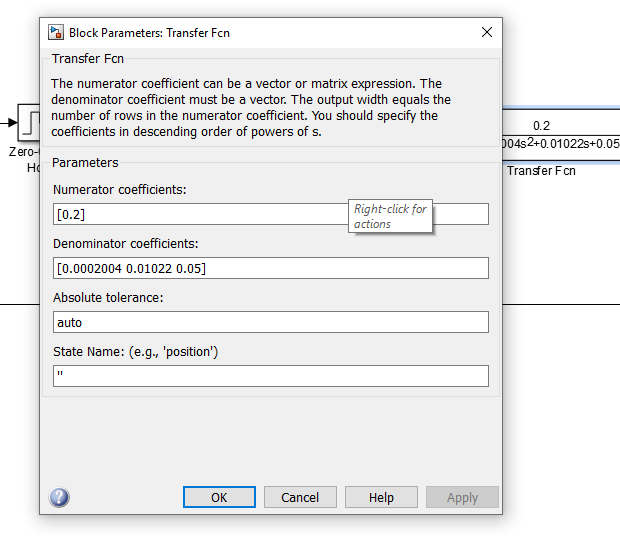 Block Parameters: Transfer Fcn
Transfer Fcn
The numerator coefficient can be a vector or matrix expression. The
denominator coefficient must be a vector. The output width equals the
number of rows in the numerator coefficient. You should specify the
coefficients in descending order of powers of s.
Parameters
Numerator coefficients:
[0.2]
Right-click for
actions
Denominator coefficients:
[0.0002004 0.01022 0.05]
Absolute tolerance:
auto
State Name: (e.g., 'position')
''
OK Cancel Help Apply
Zero-
Ho
0.2
004s²+0.01022s+0.05
Transfer Fcn